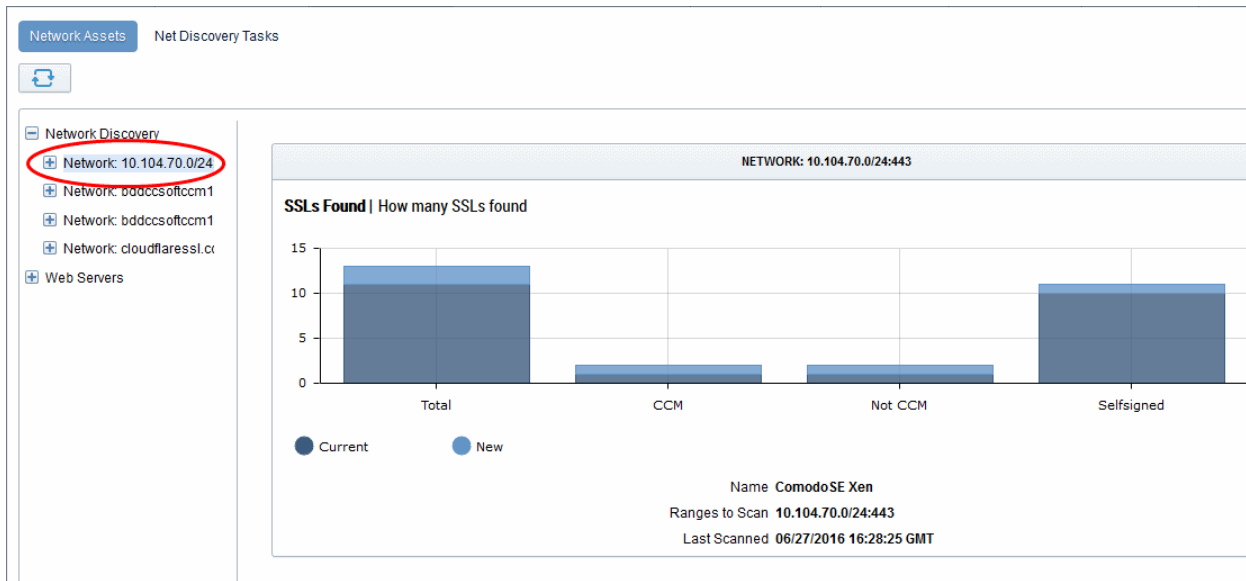 Network Assets Net Discovery Tasks
Network Discovery
Network: 10.104.70.0/24
Network: bddccsoftccm1
Network: bddccsoftccm1
Network: cloudflaressl.co
Web Servers
NETWORK: 10.104.70.0/24:443
SSLs Found | How many SSLs found
15
10
5
0
Total CCM Not CCM Selfsigned
Current New
Name ComodoSE Xen
Ranges to Scan 10.104.70.0/24:443
Last Scanned 06/27/2016 16:28:25 GMT